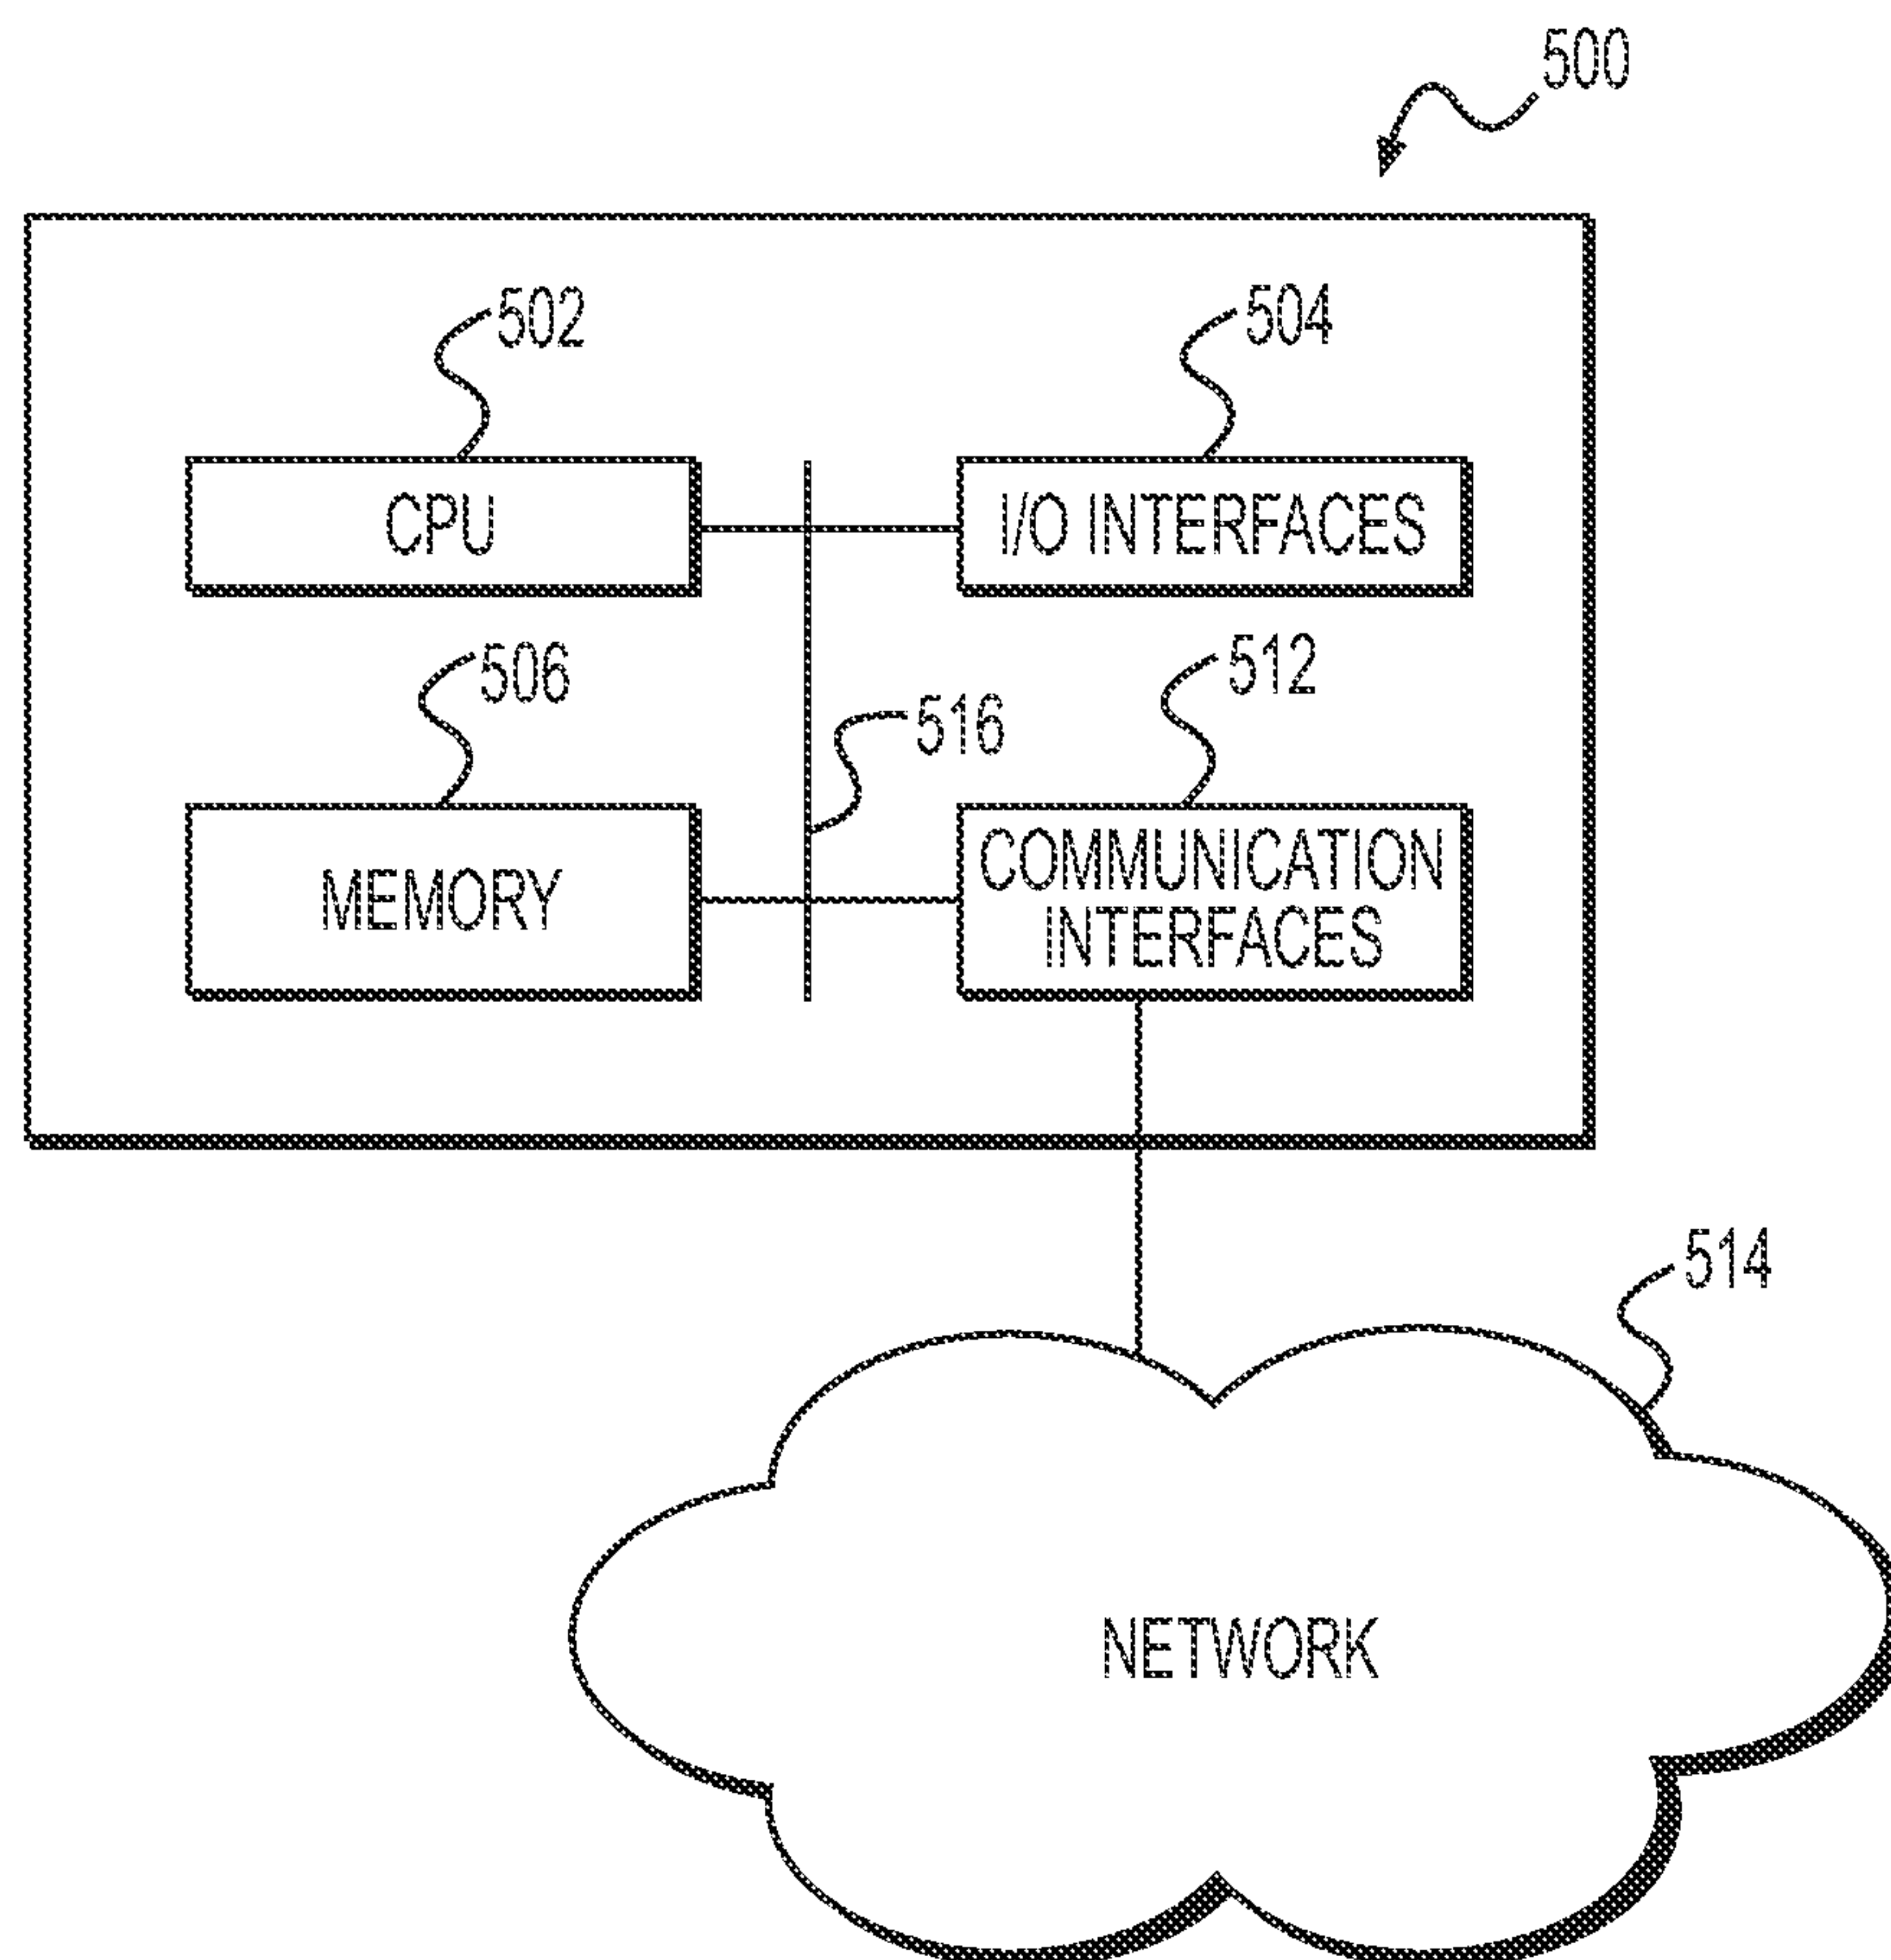 500
502
504
CPU
I/O INTERFACES
506
516
512
MEMORY
COMMUNICATION
INTERFACES
514
NETWORK